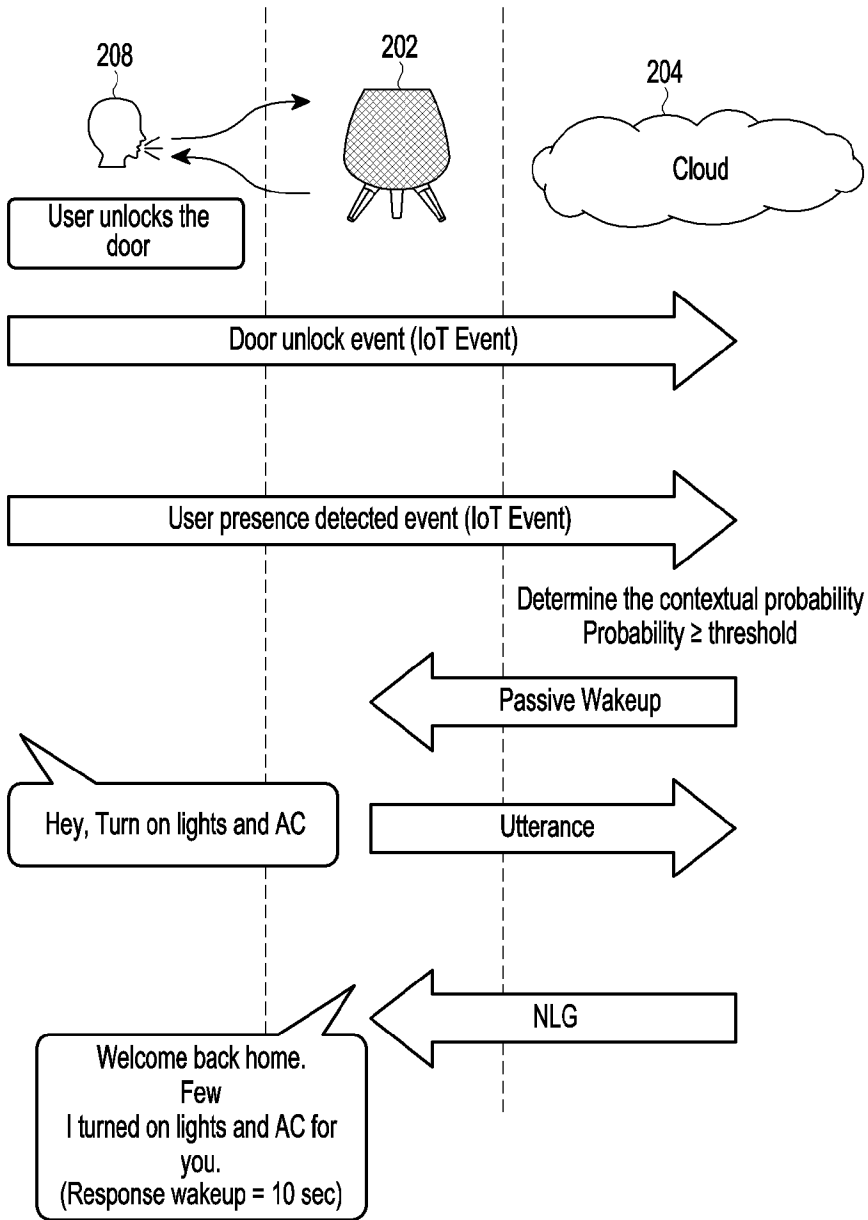 208
202
204
Cloud
User unlocks the
door
Door unlock event (IoT Event)
User presence detected event (IoT Event)
Determine the contextual probability
Probability ≥ threshold
Passive Wakeup
Hey, Turn on lights and AC
Utterance
NLG
Welcome back home.
Few
I turned on lights and AC for
you.
(Response wakeup = 10 sec)